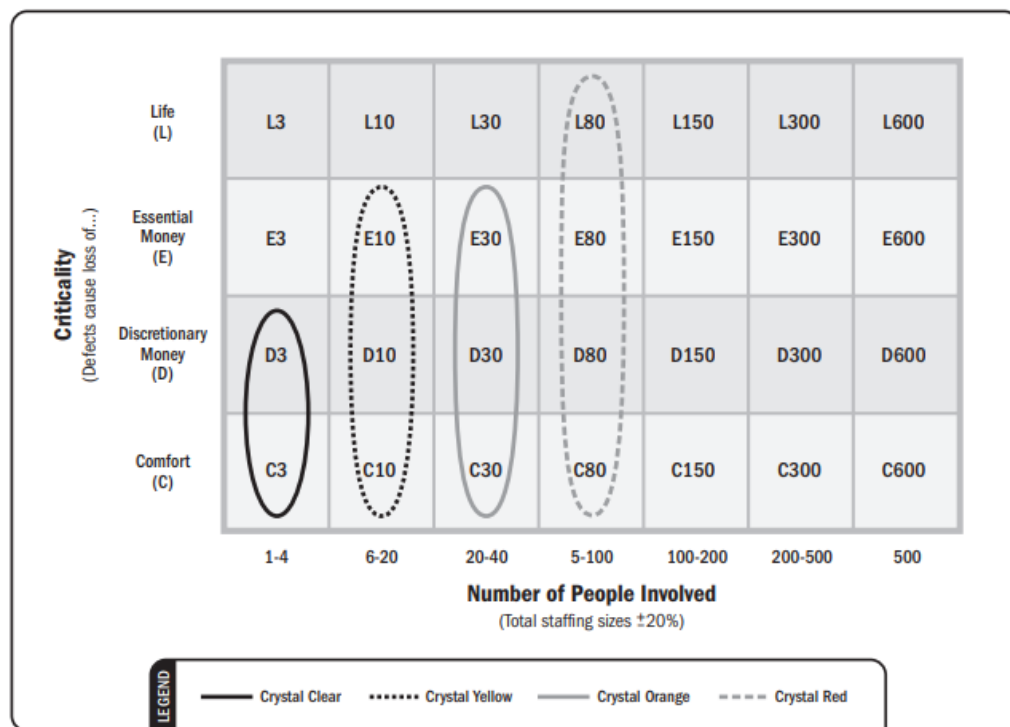 Life
(L)
L3 L10 L30 L80 L150 L300 L600
Essential
Money
(E)
E3 E10 E30 E80 E150 E300 E600
Discretionary
Money
(D)
D3 D10 D30 D80 D150 D300 D600
Comfort
(C)
C3 C10 C30 C80 C150 C300 C600
Criticality
(Defects cause loss of...)
1-4 6-20 20-40 5-100 100-200 200-500 500
Number of People Involved
(Total staffing sizes ±20%)
LEGEND
Crystal Clear Crystal Yellow Crystal Orange Crystal Red